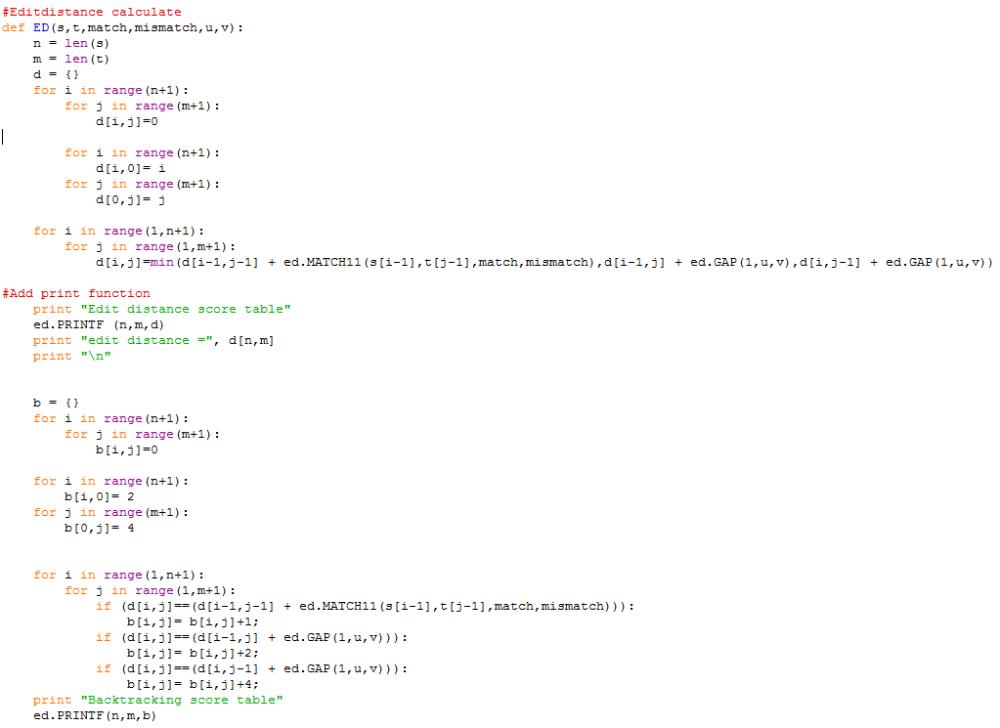 #Editdistance calculate
def ED(s,t,match,mismatch,u,v):
    n = len(s)
    m = len(t)
    d = {}
    for i in range(n+1):
        for j in range(m+1):
            d[i,j]=0
        for i in range(n+1):
            d[i,0]= i
        for j in range(m+1):
            d[0,j]= j
    for i in range(1,n+1):
        for j in range(1,m+1):
            d[i,j]=min(d[i-1,j-1] + ed.MATCH11(s[i-1],t[j-1],match,mismatch),d[i-1,j] + ed.GAP(1,u,v),d[i,j-1] + ed.GAP(1,u,v))
#Add print function
    print "Edit distance score table"
    ed.PRINTF (n,m,d)
    print "edit distance =", d[n,m]
    print "\n"
    b = {}
    for i in range(n+1):
        for j in range(m+1):
            b[i,j]=0
    for i in range(n+1):
        b[i,0]= 2
    for j in range(m+1):
        b[0,j]= 4
    for i in range(1,n+1):
        for j in range(1,m+1):
            if (d[i,j]==(d[i-1,j-1] + ed.MATCH11(s[i-1],t[j-1],match,mismatch))):
                b[i,j]= b[i,j]+1;
            if (d[i,j]==(d[i-1,j] + ed.GAP(1,u,v))):
                b[i,j]= b[i,j]+2;
            if (d[i,j]==(d[i,j-1] + ed.GAP(1,u,v))):
                b[i,j]= b[i,j]+4;
    print "Backtracking score table"
    ed.PRINTF(n,m,b)